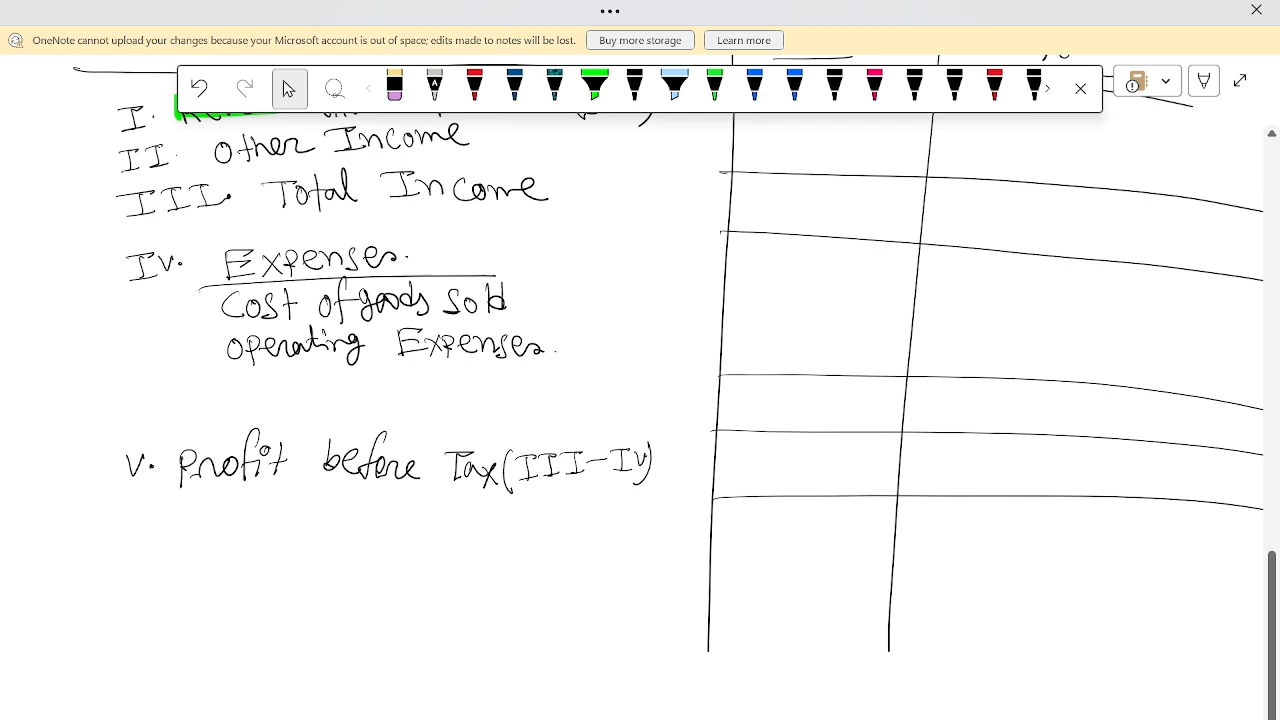 OneNote cannot upload your changes because your Microsoft account is out of space; edits made to notes will be lost. Buy more storage Learn more
I.
II. Other Income
III. Total Income
IV. Expenses.
Cost of goods sold
operating Expenses.
V. Profit before Tax (III-IV)